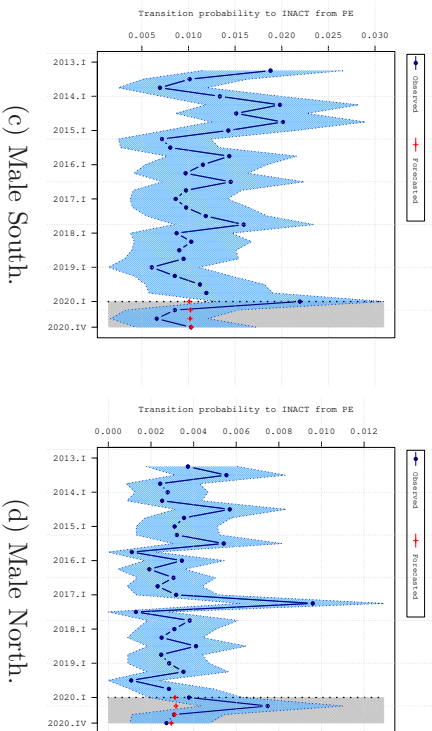 Transition probability to INACT from PE
0.005 0.010 0.015 0.020 0.025 0.030
2013.I
2014.I
2015.I
2016.I
2017.I
2018.I
2019.I
2020.I
2020.IV
Observed
Forecasted
(c) Male South.
Transition probability to INACT from PE
0.000 0.002 0.004 0.006 0.008 0.010 0.012
2013.I
2014.I
2015.I
2016.I
2017.I
2018.I
2019.I
2020.I
2020.IV
Observed
Forecasted
(d) Male North.